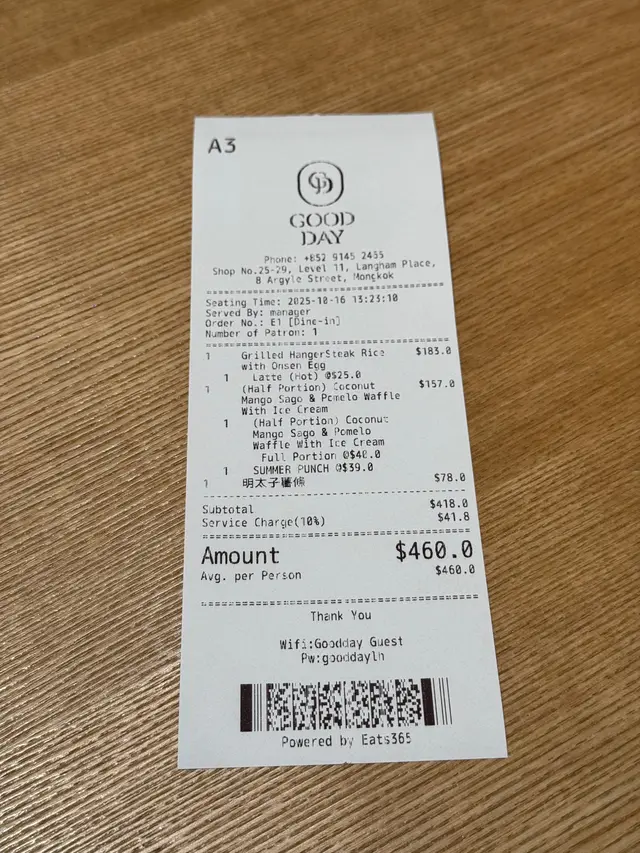 A3
GOOD
DAY
Phone: +852 9145 2455
Shop No.25-29, Level 11, Langham Place,
8 Argyle Street, Mongkok
Seating Time: 2025-10-16 13:23:10
Served By: manager
Order No.: E1 [Dine-in]
Number of Patron: 1
1 Grilled HangerSteak Rice $183.0
with Onsen Egg
1 Latte (Hot) @$25.0
1 (Half Portion) Coconut $157.0
Mango Sago & Pomelo Waffle
With Ice Cream
1 (Half Portion) Coconut
Mango Sago & Pomelo
Waffle With Ice Cream
Full Portion @$40.0
1 SUMMER PUNCH @$39.0
1 明太子薯條 $78.0
Subtotal $418.0
Service Charge(10%) $41.8
Amount $460.0
Avg. per Person $460.0
Thank You
Wifi:Goodday Guest
Pw:gooddaylh
Powered by Eats365